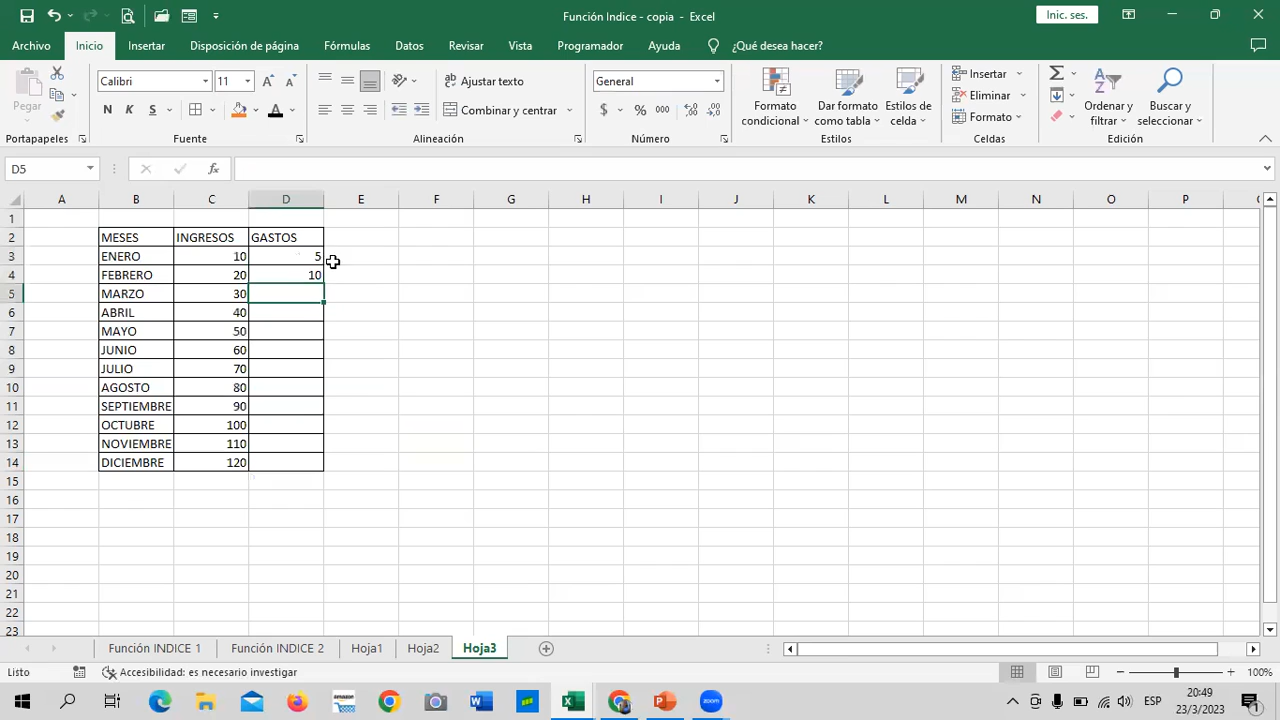 Función Indice - copia - Excel
Inic. ses.
Archivo Inicio Insertar Disposición de página Fórmulas Datos Revisar Vista Programador Ayuda ¿Qué desea hacer?
Pegar
Calibri 11
N K S
Ajustar texto
Combinar y centrar
General
$ % 000
Formato condicional
Dar formato como tabla
Estilos de celda
Insertar
Eliminar
Formato
Ordenar y filtrar
Buscar y seleccionar
Portapapeles Fuente Alineación Número Estilos Celdas Edición
D5 fx
A B C D E F G H I J K L M N O P
1
2 MESES INGRESOS GASTOS
3 ENERO 10 5
4 FEBRERO 20 10
5 MARZO 30
6 ABRIL 40
7 MAYO 50
8 JUNIO 60
9 JULIO 70
10 AGOSTO 80
11 SEPTIEMBRE 90
12 OCTUBRE 100
13 NOVIEMBRE 110
14 DICIEMBRE 120
15
16
17
18
19
20
21
22
23
Función INDICE 1 Función INDICE 2 Hoja1 Hoja2 Hoja3
Listo Accesibilidad: es necesario investigar 100%
amazon
ESP
20:49
23/3/2023
1